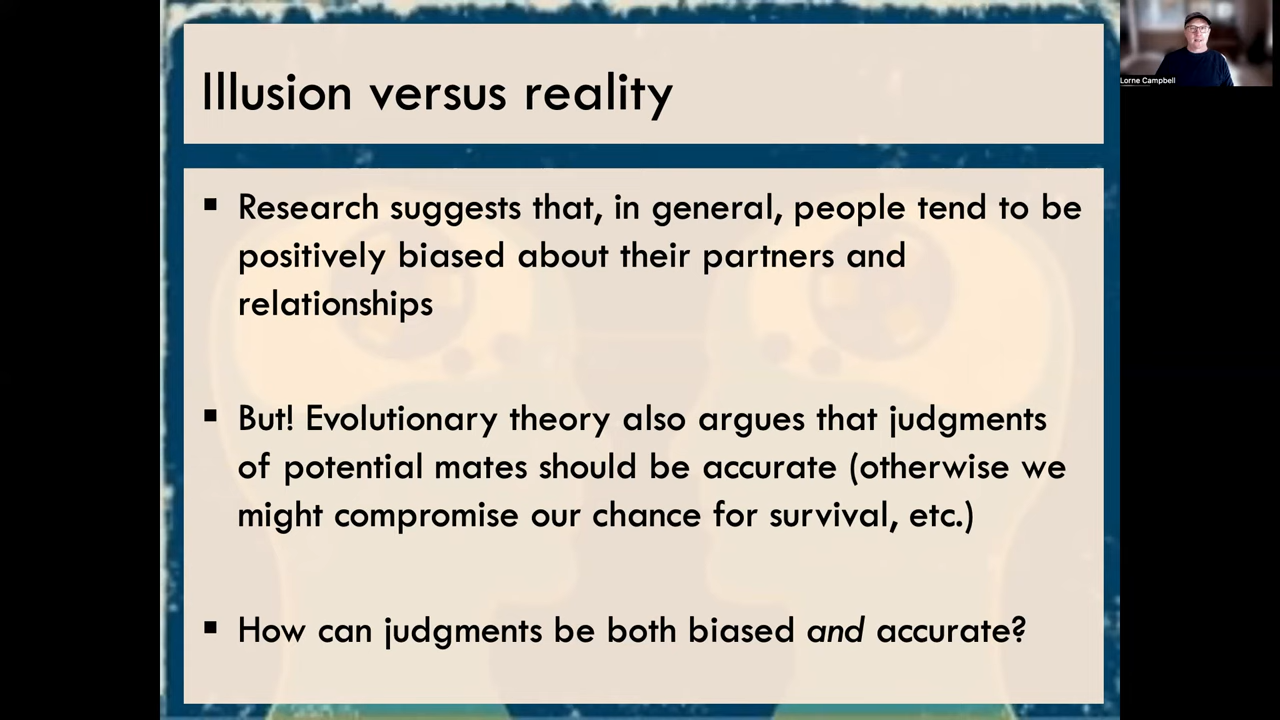 Illusion versus reality
Lorne Campbell
▪ Research suggests that, in general, people tend to be
positively biased about their partners and
relationships
▪ But! Evolutionary theory also argues that judgments
of potential mates should be accurate (otherwise we
might compromise our chance for survival, etc.)
▪ How can judgments be both biased and accurate?